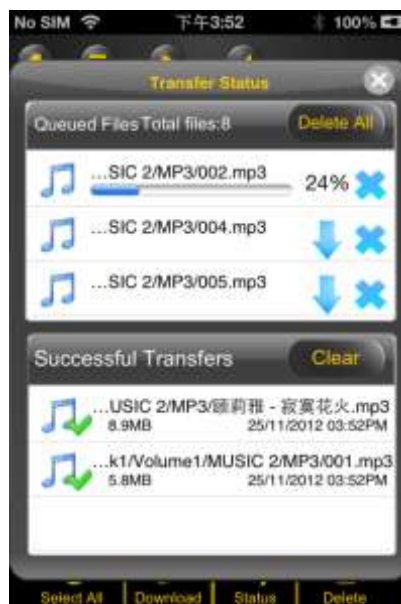 No SIM 下午3:52 100%
Transfer Status
Queued Files Total files:8 Delete All
...SIC 2/MP3/002.mp3 24%
...SIC 2/MP3/004.mp3
...SIC 2/MP3/005.mp3
Successful Transfers Clear
...USIC 2/MP3/頤莉雅 - 寂寞花火.mp3
8.9MB 25/11/2012 03:52PM
...k1/Volume1/MUSIC 2/MP3/001.mp3
5.8MB 25/11/2012 03:52PM
Select All Download Status Delete